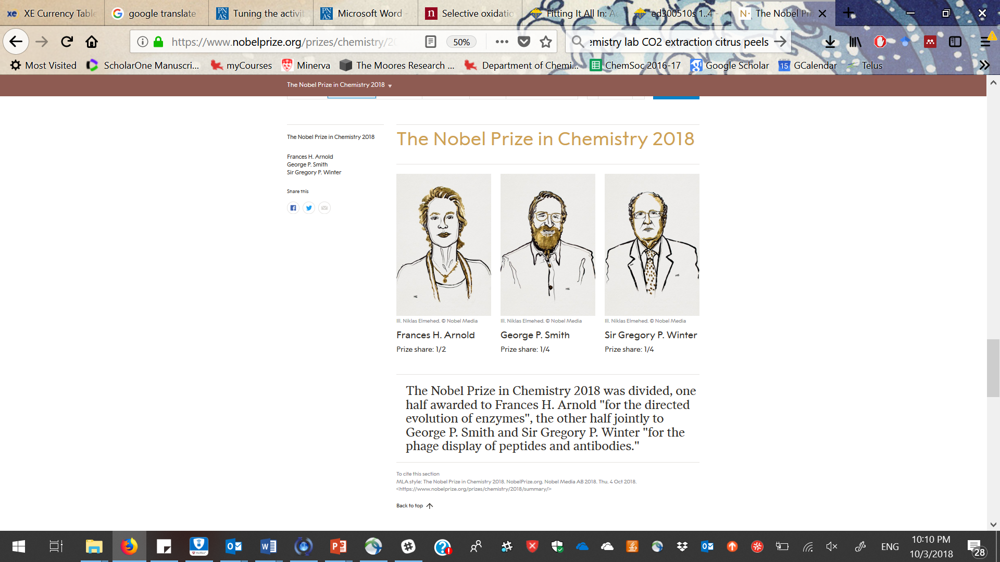 XE Currency Table
google translate
Tuning the activit
Microsoft Word -
Selective oxidatio
Fitting It All In: Ac
ed300510s 1..4 -
The Nobel Pri
https://www.nobelprize.org/prizes/chemistry/20
50%
emistry lab CO2 extraction citrus peels
Most Visited
ScholarOne Manuscri...
myCourses
Minerva
The Moores Research ...
Department of Chemi...
ChemSoc 2016-17
Google Scholar
15
GCalendar
Telus
The Nobel Prize in Chemistry 2018
The Nobel Prize in Chemistry 2018
Frances H. Arnold
George P. Smith
Sir Gregory P. Winter
Share this
The Nobel Prize in Chemistry 2018
Ill. Niklas Elmehed. © Nobel Media
Frances H. Arnold
Prize share: 1/2
Ill. Niklas Elmehed. © Nobel Media
George P. Smith
Prize share: 1/4
Ill. Niklas Elmehed. © Nobel Media
Sir Gregory P. Winter
Prize share: 1/4
The Nobel Prize in Chemistry 2018 was divided, one
half awarded to Frances H. Arnold "for the directed
evolution of enzymes", the other half jointly to
George P. Smith and Sir Gregory P. Winter "for the
phage display of peptides and antibodies."
To cite this section
MLA style: The Nobel Prize in Chemistry 2018. NobelPrize.org. Nobel Media AB 2018. Thu. 4 Oct 2018.
<https://www.nobelprize.org/prizes/chemistry/2018/summary/>
Back to top
ENG
10:10 PM
10/3/2018
28